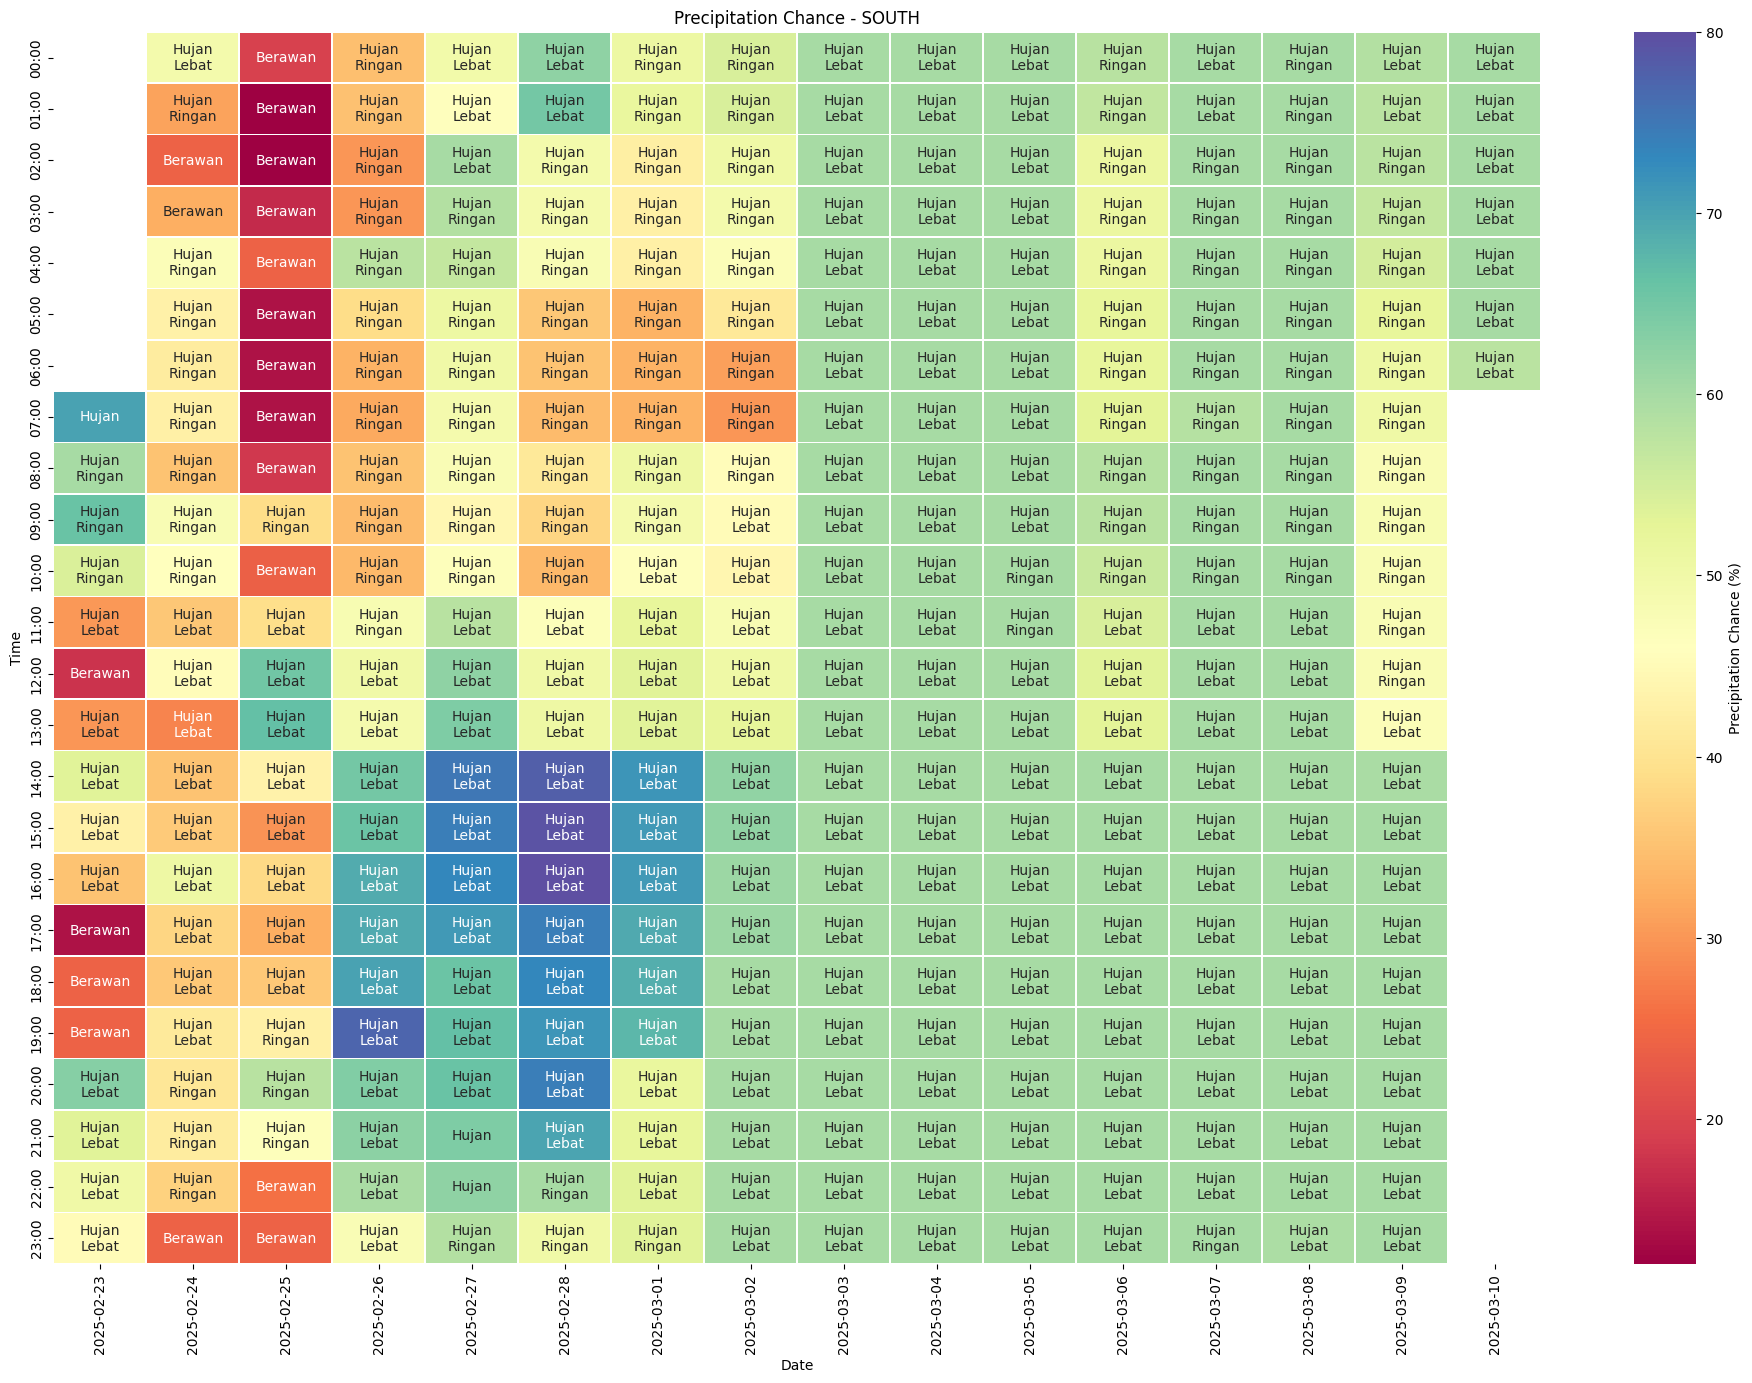 Precipitation Chance - SOUTH
00:00 Hujan Lebat Berawan Hujan Ringan Hujan Lebat Hujan Lebat Hujan Ringan Hujan Ringan Hujan Lebat Hujan Lebat Hujan Lebat Hujan Ringan Hujan Lebat Hujan Ringan Hujan Lebat Hujan Lebat
01:00 Hujan Ringan Berawan Hujan Ringan Hujan Lebat Hujan Lebat Hujan Ringan Hujan Ringan Hujan Lebat Hujan Lebat Hujan Lebat Hujan Ringan Hujan Lebat Hujan Ringan Hujan Lebat Hujan Lebat
02:00 Berawan Berawan Hujan Ringan Hujan Lebat Hujan Ringan Hujan Ringan Hujan Ringan Hujan Lebat Hujan Lebat Hujan Lebat Hujan Ringan Hujan Ringan Hujan Ringan Hujan Ringan Hujan Lebat
03:00 Berawan Berawan Hujan Ringan Hujan Ringan Hujan Ringan Hujan Ringan Hujan Ringan Hujan Lebat Hujan Lebat Hujan Lebat Hujan Ringan Hujan Ringan Hujan Ringan Hujan Ringan Hujan Lebat
04:00 Hujan Ringan Berawan Hujan Ringan Hujan Ringan Hujan Ringan Hujan Ringan Hujan Ringan Hujan Lebat Hujan Lebat Hujan Lebat Hujan Ringan Hujan Ringan Hujan Ringan Hujan Ringan Hujan Lebat
05:00 Hujan Ringan Berawan Hujan Ringan Hujan Ringan Hujan Ringan Hujan Ringan Hujan Ringan Hujan Lebat Hujan Lebat Hujan Lebat Hujan Ringan Hujan Ringan Hujan Ringan Hujan Ringan Hujan Lebat
06:00 Hujan Ringan Berawan Hujan Ringan Hujan Ringan Hujan Ringan Hujan Ringan Hujan Ringan Hujan Lebat Hujan Lebat Hujan Lebat Hujan Ringan Hujan Ringan Hujan Ringan Hujan Ringan Hujan Lebat
07:00 Hujan Hujan Ringan Berawan Hujan Ringan Hujan Ringan Hujan Ringan Hujan Ringan Hujan Ringan Hujan Lebat Hujan Lebat Hujan Lebat Hujan Ringan Hujan Ringan Hujan Ringan Hujan Ringan
08:00 Hujan Ringan Hujan Ringan Berawan Hujan Ringan Hujan Ringan Hujan Ringan Hujan Ringan Hujan Ringan Hujan Lebat Hujan Lebat Hujan Lebat Hujan Ringan Hujan Ringan Hujan Ringan Hujan Ringan
09:00 Hujan Ringan Hujan Ringan Hujan Ringan Hujan Ringan Hujan Ringan Hujan Ringan Hujan Ringan Hujan Lebat Hujan Lebat Hujan Lebat Hujan Lebat Hujan Ringan Hujan Ringan Hujan Ringan Hujan Ringan
10:00 Hujan Ringan Hujan Ringan Berawan Hujan Ringan Hujan Ringan Hujan Ringan Hujan Lebat Hujan Lebat Hujan Lebat Hujan Lebat Hujan Ringan Hujan Ringan Hujan Ringan Hujan Ringan Hujan Ringan
11:00 Hujan Lebat Hujan Lebat Hujan Lebat Hujan Ringan Hujan Lebat Hujan Lebat Hujan Lebat Hujan Lebat Hujan Lebat Hujan Lebat Hujan Ringan Hujan Lebat Hujan Lebat Hujan Lebat Hujan Ringan
12:00 Berawan Hujan Lebat Hujan Lebat Hujan Lebat Hujan Lebat Hujan Lebat Hujan Lebat Hujan Lebat Hujan Lebat Hujan Lebat Hujan Lebat Hujan Lebat Hujan Lebat Hujan Lebat Hujan Ringan
13:00 Hujan Lebat Hujan Lebat Hujan Lebat Hujan Lebat Hujan Lebat Hujan Lebat Hujan Lebat Hujan Lebat Hujan Lebat Hujan Lebat Hujan Lebat Hujan Lebat Hujan Lebat Hujan Lebat Hujan Lebat
14:00 Hujan Lebat Hujan Lebat Hujan Lebat Hujan Lebat Hujan Lebat Hujan Lebat Hujan Lebat Hujan Lebat Hujan Lebat Hujan Lebat Hujan Lebat Hujan Lebat Hujan Lebat Hujan Lebat Hujan Lebat
15:00 Hujan Lebat Hujan Lebat Hujan Lebat Hujan Lebat Hujan Lebat Hujan Lebat Hujan Lebat Hujan Lebat Hujan Lebat Hujan Lebat Hujan Lebat Hujan Lebat Hujan Lebat Hujan Lebat Hujan Lebat
16:00 Hujan Lebat Hujan Lebat Hujan Lebat Hujan Lebat Hujan Lebat Hujan Lebat Hujan Lebat Hujan Lebat Hujan Lebat Hujan Lebat Hujan Lebat Hujan Lebat Hujan Lebat Hujan Lebat Hujan Lebat
17:00 Berawan Hujan Lebat Hujan Lebat Hujan Lebat Hujan Lebat Hujan Lebat Hujan Lebat Hujan Lebat Hujan Lebat Hujan Lebat Hujan Lebat Hujan Lebat Hujan Lebat Hujan Lebat Hujan Lebat
18:00 Berawan Hujan Lebat Hujan Lebat Hujan Lebat Hujan Lebat Hujan Lebat Hujan Lebat Hujan Lebat Hujan Lebat Hujan Lebat Hujan Lebat Hujan Lebat Hujan Lebat Hujan Lebat Hujan Lebat
19:00 Berawan Hujan Lebat Hujan Ringan Hujan Lebat Hujan Lebat Hujan Lebat Hujan Lebat Hujan Lebat Hujan Lebat Hujan Lebat Hujan Lebat Hujan Lebat Hujan Lebat Hujan Lebat Hujan Lebat
20:00 Hujan Lebat Hujan Ringan Hujan Ringan Hujan Lebat Hujan Lebat Hujan Lebat Hujan Lebat Hujan Lebat Hujan Lebat Hujan Lebat Hujan Lebat Hujan Lebat Hujan Lebat Hujan Lebat Hujan Lebat
21:00 Hujan Lebat Hujan Ringan Hujan Ringan Hujan Lebat Hujan Hujan Lebat Hujan Lebat Hujan Lebat Hujan Lebat Hujan Lebat Hujan Lebat Hujan Lebat Hujan Lebat Hujan Lebat Hujan Lebat
22:00 Hujan Lebat Hujan Ringan Berawan Hujan Lebat Hujan Hujan Ringan Hujan Lebat Hujan Lebat Hujan Lebat Hujan Lebat Hujan Lebat Hujan Lebat Hujan Lebat Hujan Lebat Hujan Lebat
23:00 Hujan Lebat Berawan Berawan Hujan Lebat Hujan Ringan Hujan Ringan Hujan Ringan Hujan Lebat Hujan Lebat Hujan Lebat Hujan Lebat Hujan Lebat Hujan Ringan Hujan Lebat Hujan Lebat
Time
2025-02-23 2025-02-24 2025-02-25 2025-02-26 2025-02-27 2025-02-28 2025-03-01 2025-03-02 2025-03-03 2025-03-04 2025-03-05 2025-03-06 2025-03-07 2025-03-08 2025-03-09 2025-03-10
Date
80
70
60
50
40
30
20
Precipitation Chance (%)